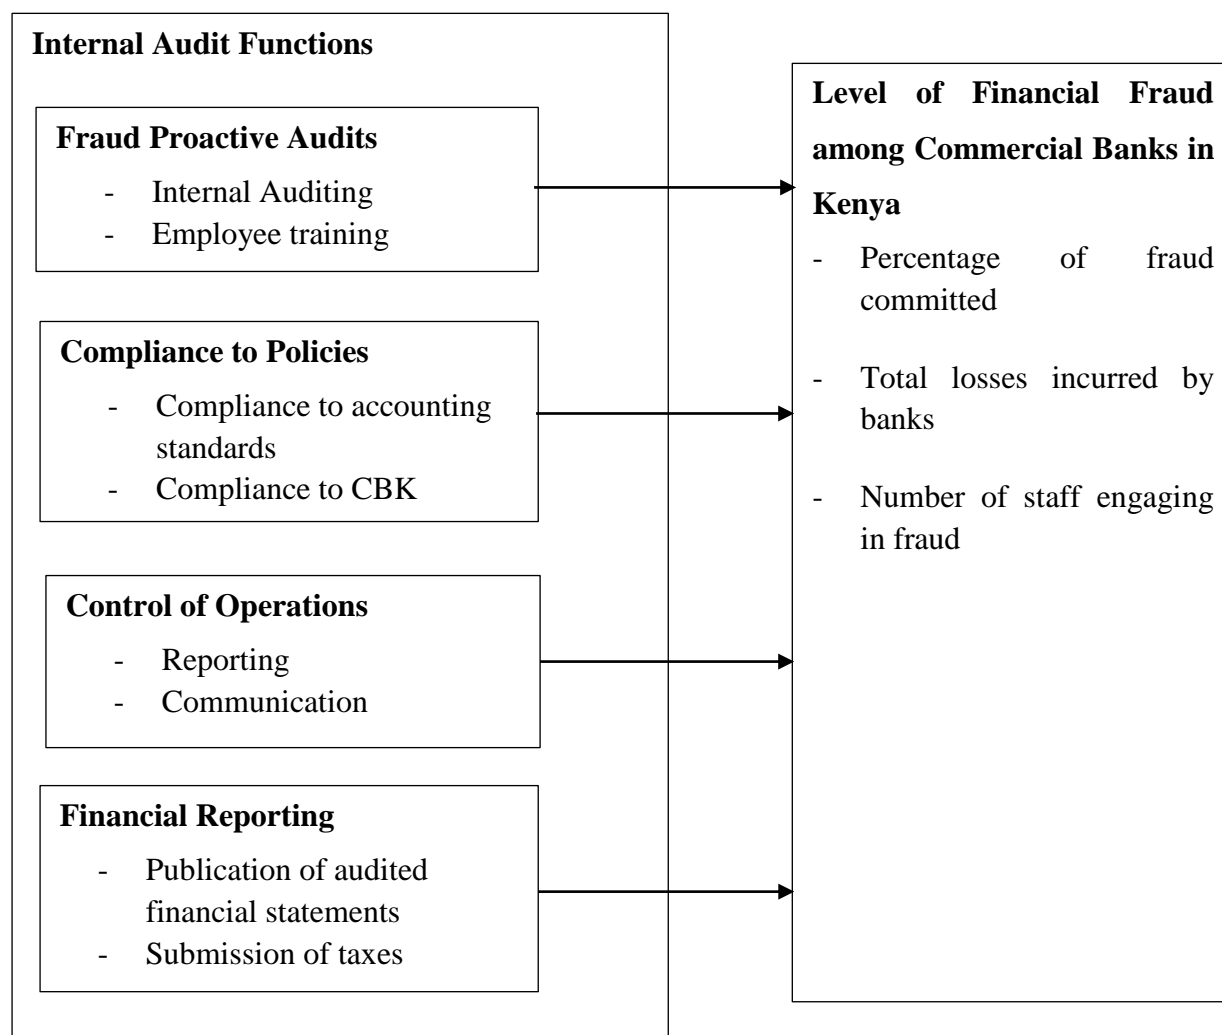 Internal Audit Functions
Fraud Proactive Audits
- Internal Auditing
- Employee training
Compliance to Policies
- Compliance to accounting
standards
- Compliance to CBK
Control of Operations
- Reporting
- Communication
Financial Reporting
- Publication of audited
financial statements
- Submission of taxes
Level of Financial Fraud
among Commercial Banks in
Kenya
- Percentage of fraud
committed
- Total losses incurred by
banks
- Number of staff engaging
in fraud